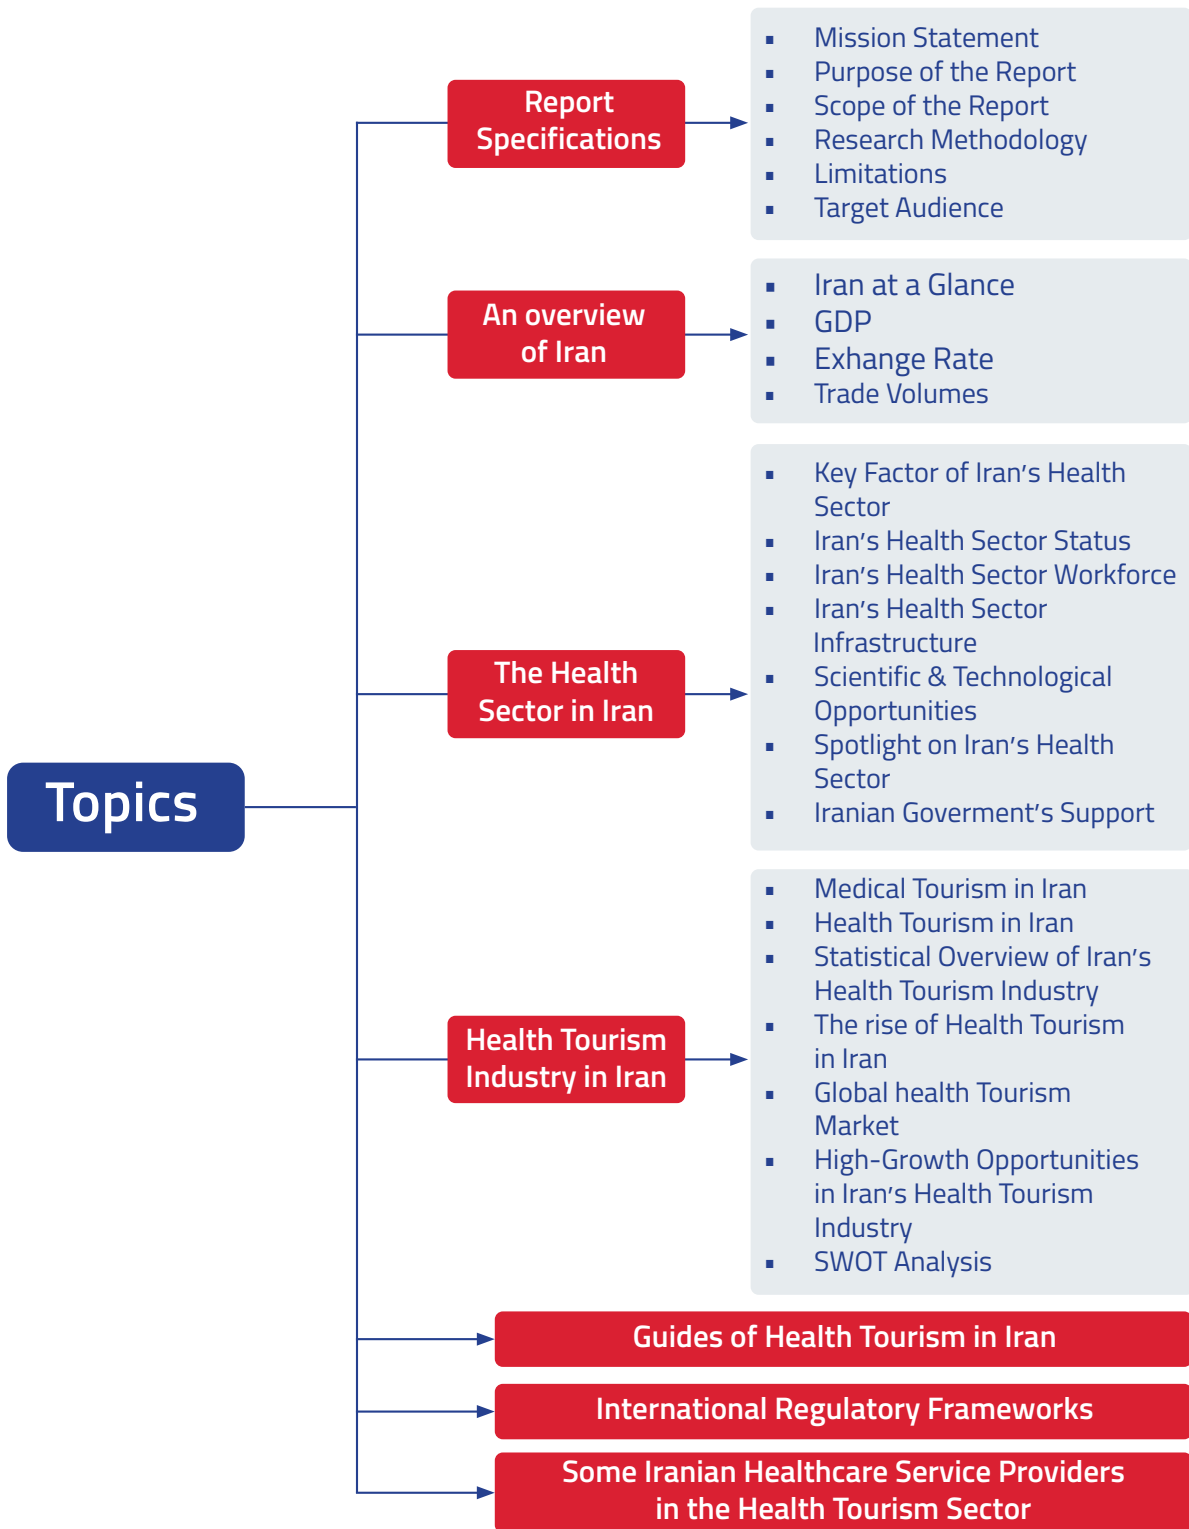 Topics
Report
Specifications
▪ Mission Statement
▪ Purpose of the Report
▪ Scope of the Report
▪ Research Methodology
▪ Limitations
▪ Target Audience
An overview
of Iran
▪ Iran at a Glance
▪ GDP
▪ Exhange Rate
▪ Trade Volumes
The Health
Sector in Iran
▪ Key Factor of Iran's Health
Sector
▪ Iran's Health Sector Status
▪ Iran's Health Sector Workforce
▪ Iran's Health Sector
Infrastructure
▪ Scientific & Technological
Opportunities
▪ Spotlight on Iran's Health
Sector
▪ Iranian Goverment's Support
Health Tourism
Industry in Iran
▪ Medical Tourism in Iran
▪ Health Tourism in Iran
▪ Statistical Overview of Iran's
Health Tourism Industry
▪ The rise of Health Tourism
in Iran
▪ Global health Tourism
Market
▪ High-Growth Opportunities
in Iran's Health Tourism
Industry
▪ SWOT Analysis
Guides of Health Tourism in Iran
International Regulatory Frameworks
Some Iranian Healthcare Service Providers
in the Health Tourism Sector